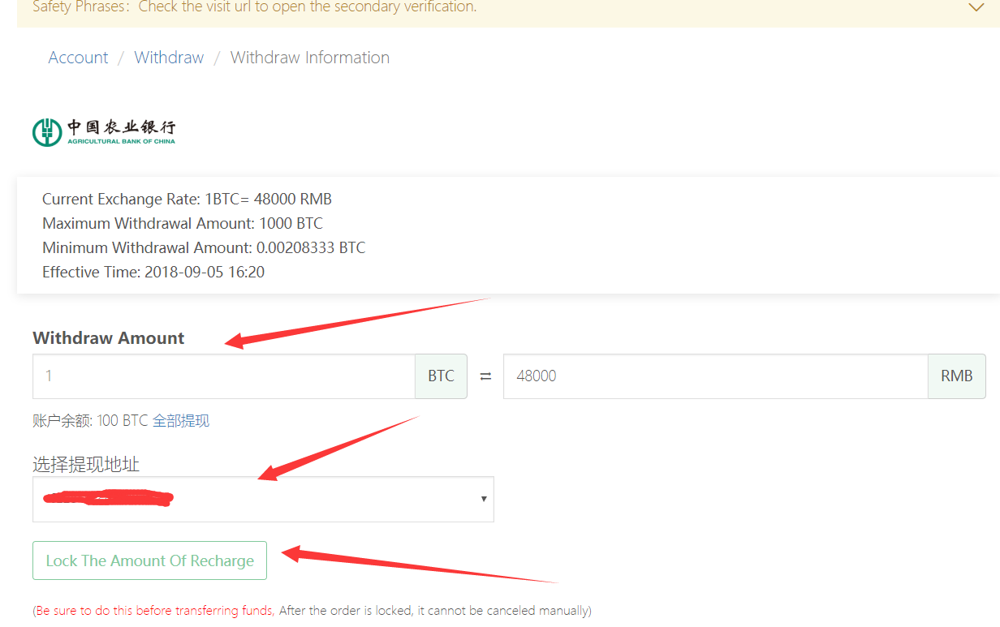 Safety Phrases: Check the visit url to open the secondary verification.
Account / Withdraw / Withdraw Information
中国农业银行
AGRICULTURAL BANK OF CHINA
Current Exchange Rate: 1BTC= 48000 RMB
Maximum Withdrawal Amount: 1000 BTC
Minimum Withdrawal Amount: 0.00208333 BTC
Effective Time: 2018-09-05 16:20
Withdraw Amount
1 BTC ⇄ 48000 RMB
账户余额: 100 BTC 全部提现
选择提现地址
Lock The Amount Of Recharge
(Be sure to do this before transferring funds, After the order is locked, it cannot be canceled manually)